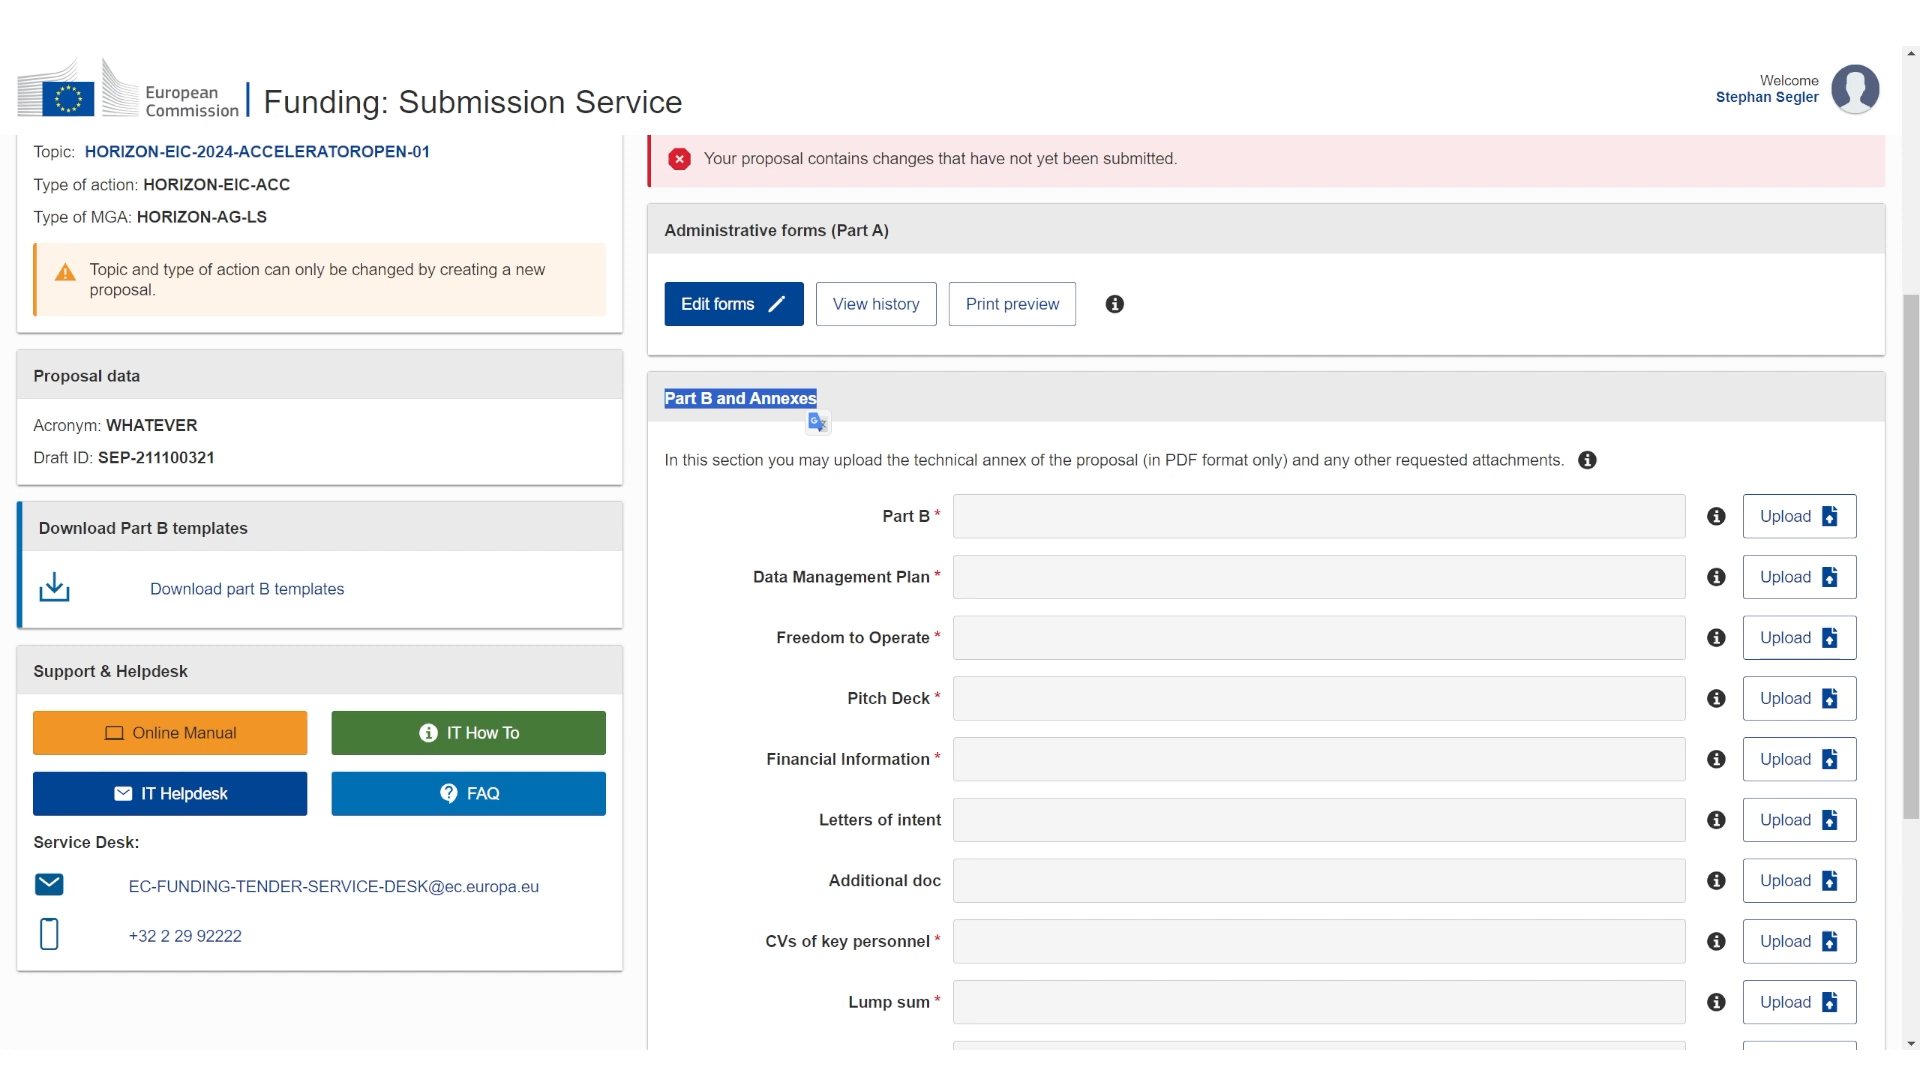 European
Commission
Funding: Submission Service
Welcome
Stephan Segler
Topic: HORIZON-EIC-2024-ACCELERATOROPEN-01
Type of action: HORIZON-EIC-ACC
Type of MGA: HORIZON-AG-LS
Topic and type of action can only be changed by creating a new
proposal.
Proposal data
Acronym: WHATEVER
Draft ID: SEP-211100321
Download Part B templates
Download part B templates
Support & Helpdesk
Online Manual
IT How To
IT Helpdesk
FAQ
Service Desk:
EC-FUNDING-TENDER-SERVICE-DESK@ec.europa.eu
+32 2 29 92222
Your proposal contains changes that have not yet been submitted.
Administrative forms (Part A)
Edit forms
View history
Print preview
Part B and Annexes
In this section you may upload the technical annex of the proposal (in PDF format only) and any other requested attachments.
Part B * Upload
Data Management Plan * Upload
Freedom to Operate * Upload
Pitch Deck * Upload
Financial Information * Upload
Letters of intent Upload
Additional doc Upload
CVs of key personnel * Upload
Lump sum * Upload